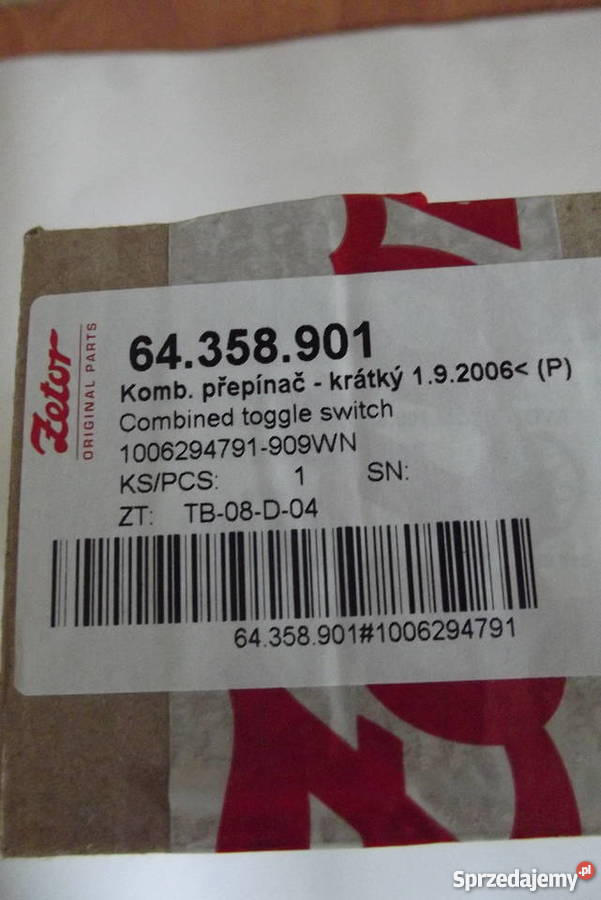 Zetor
ORIGINAL PARTS
64.358.901
Komb. přepínač - krátký 1.9.2006< (P)
Combined toggle switch
1006294791-909WN
KS/PCS: 1 SN:
ZT: TB-08-D-04
64.358.901#1006294791
Sprzedajemy.pl